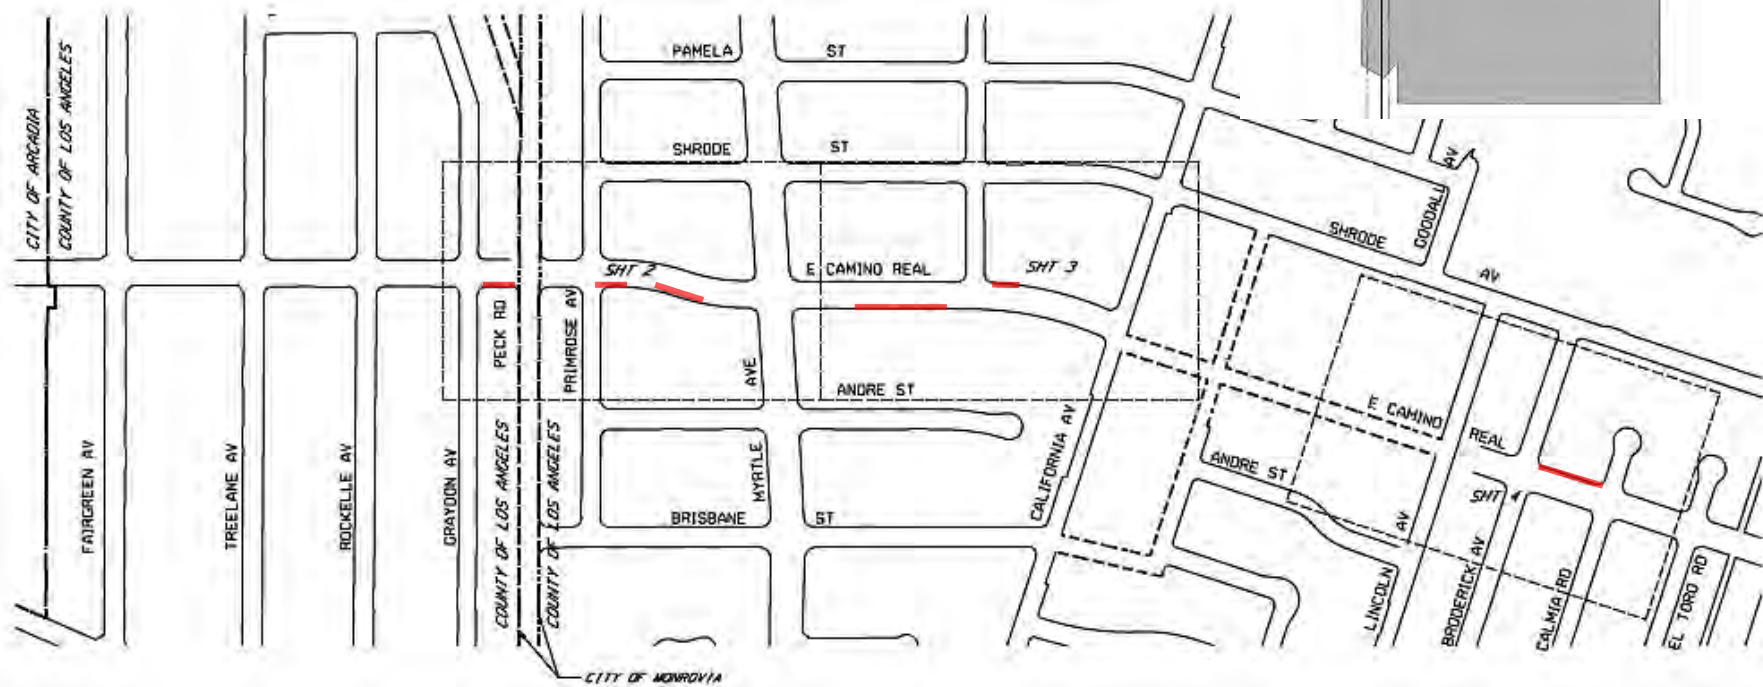 CITY OF ARCADIA
COUNTY OF LOS ANGELES
PAMELA ST
SHRODE ST
GOODALL AV
SHRODE AV
SHT 2
E CAMINO REAL
SHT 3
PECK RD
PRIMROSE AV
MYRTLE AVE
ANDRE ST
E CAMINO REAL
FAIRGREEN AV
TREELANE AV
ROCKELLE AV
GRAYDON AV
COUNTY OF LOS ANGELES
COUNTY OF LOS ANGELES
BRISBANE ST
CALIFORNIA AV
ANDRE ST
SHT 4
LINCOLN AV
BRODERICK AV
CALMIA RD
EL TORO RD
CITY OF MONROVIA